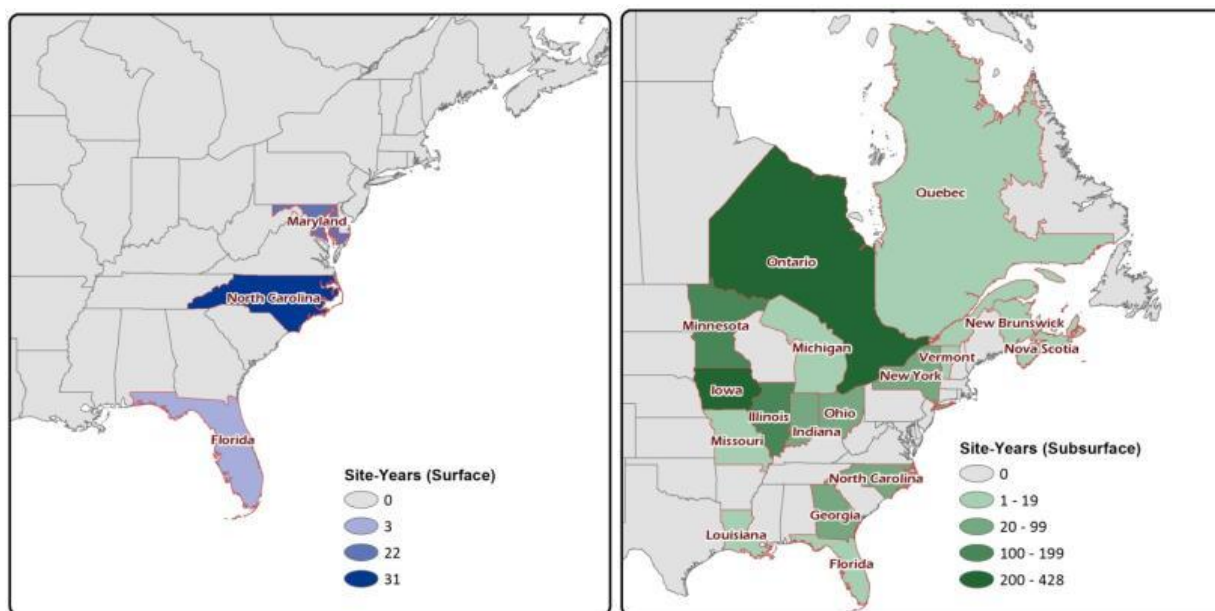 Maryland
North Carolina
Florida
Site-Years (Surface)
0
3
22
31
Quebec
Ontario
New Brunswick
Minnesota
Michigan
Vermont
Nova Scotia
New York
Iowa
Illinois
Ohio
Indiana
Missouri
North Carolina
Georgia
Louisiana
Florida
Site-Years (Subsurface)
0
1 - 19
20 - 99
100 - 199
200 - 428